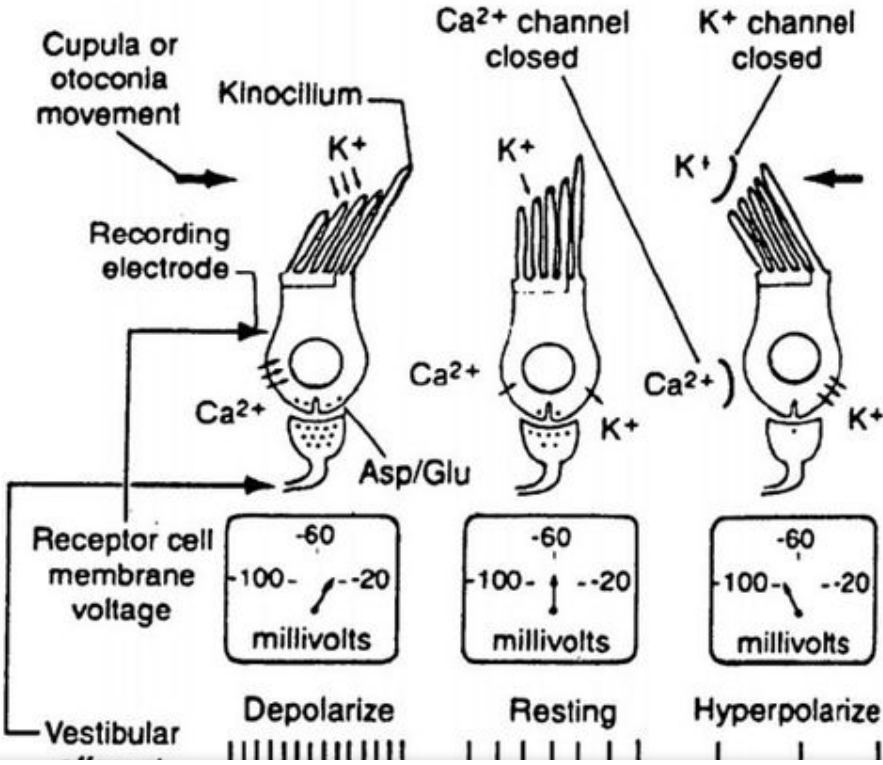 Cupula or
otoconia
movement
Kinocilium
K+
Recording
electrode
Ca2+
Asp/Glu
Ca2+ channel
closed
K+
Ca2+
K+
K+ channel
closed
K+
Ca2+
K+
Receptor cell
membrane
voltage
-60
-100- --20
millivolts
-60
-100- --20
millivolts
-60
-100- --20
millivolts
Depolarize
Resting
Hyperpolarize
Vestibular